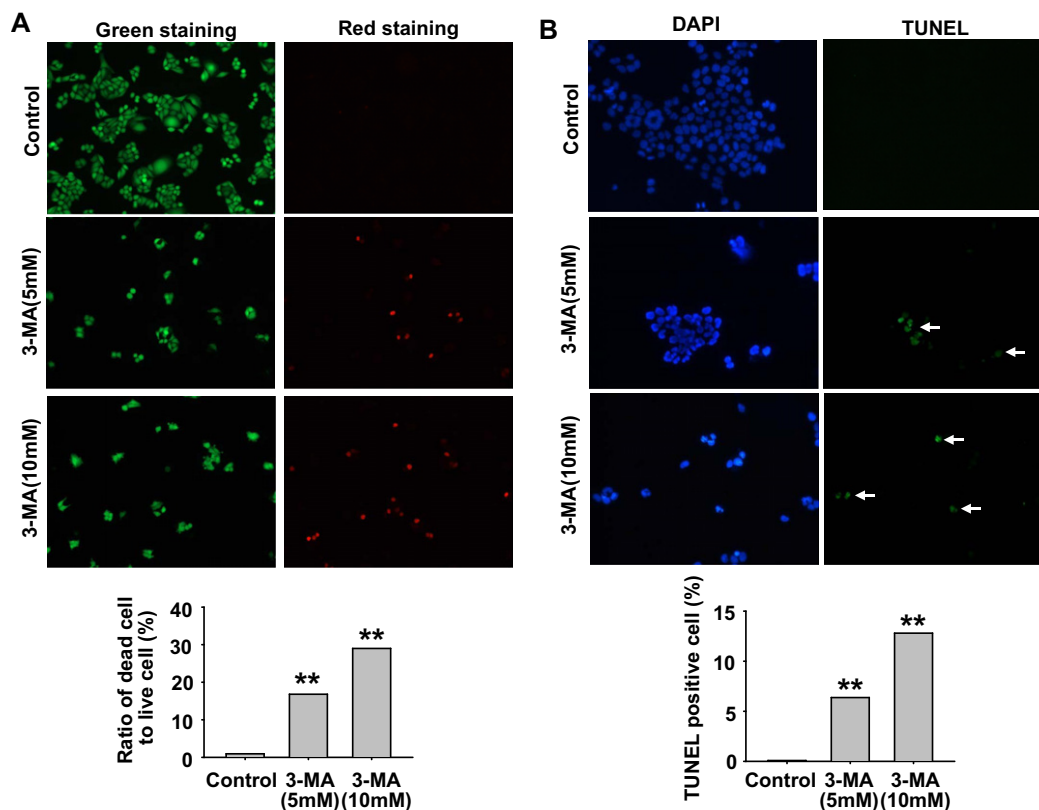 A
Green staining
Red staining
Control
3-MA(5mM)
3-MA(10mM)
Ratio of dead cell
to live cell (%)
40
30
20
10
0
**
**
Control
3-MA
(5mM)
3-MA
(10mM)
B
DAPI
TUNEL
Control
3-MA(5mM)
3-MA(10mM)
TUNEL positive cell (%)
15
10
5
0
**
**
Control
3-MA
(5mM)
3-MA
(10mM)